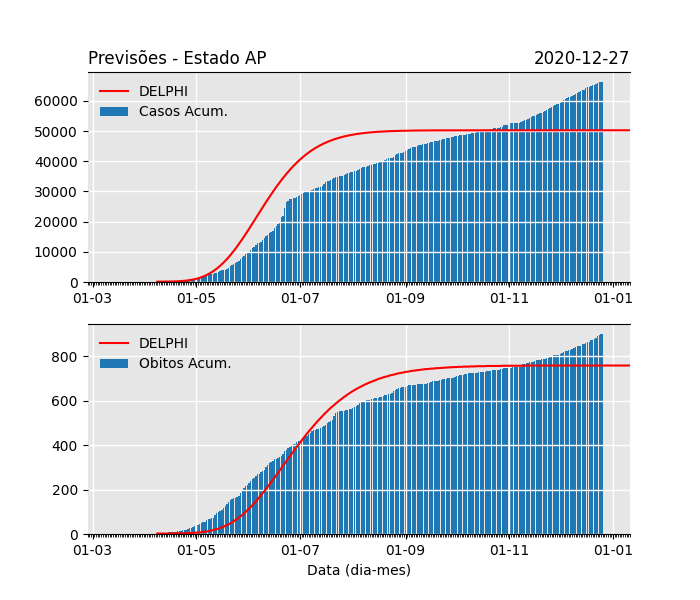 Previsões - Estado AP 2020-12-27
DELPHI
Casos Acum.
60000
50000
40000
30000
20000
10000
0
01-03 01-05 01-07 01-09 01-11 01-01
DELPHI
Obitos Acum.
800
600
400
200
0
01-03 01-05 01-07 01-09 01-11 01-01
Data (dia-mes)